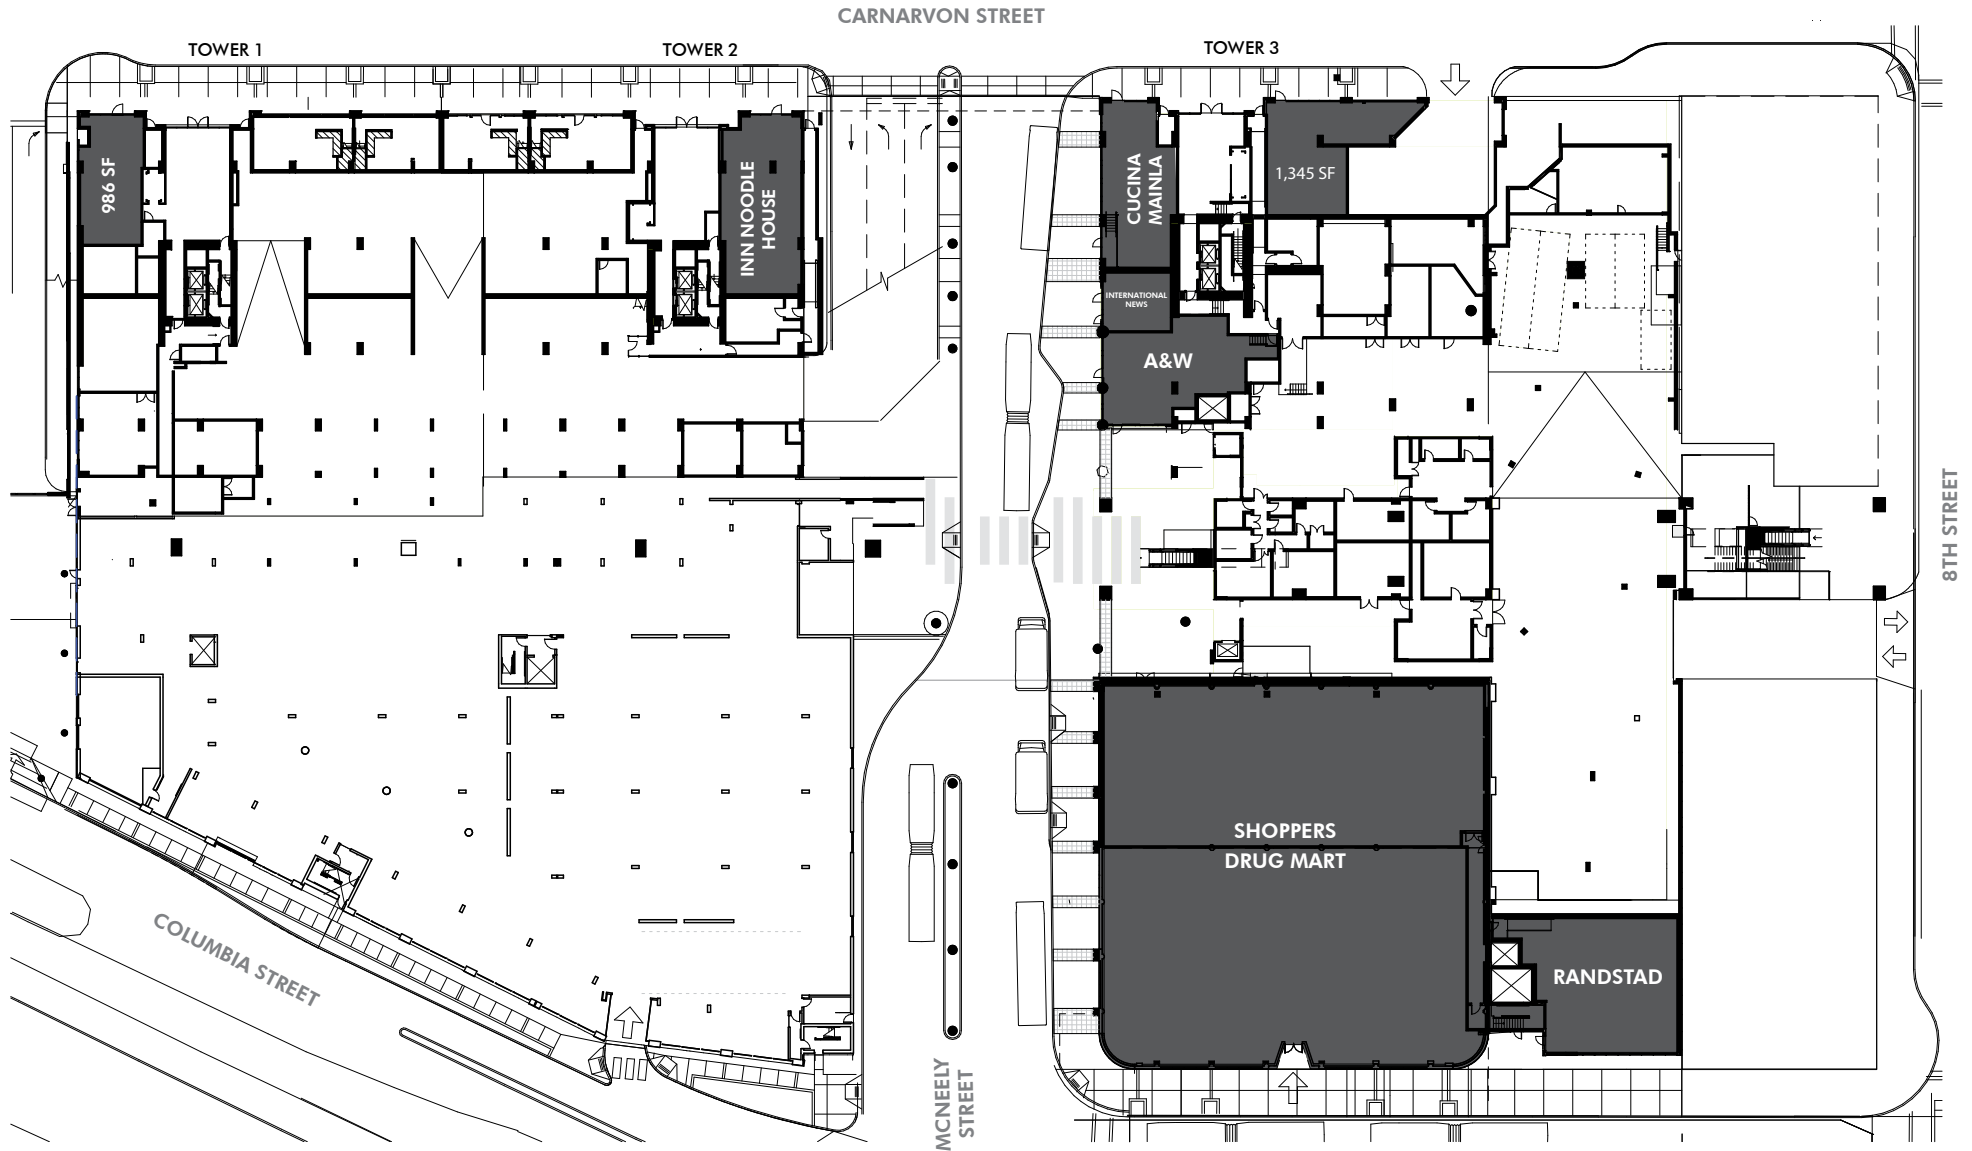 CARNARVON STREET
TOWER 1
TOWER 2
TOWER 3
986 SF
INN NOODLE
HOUSE
CUCINA
MAINLA
1,345 SF
INTERNATIONAL
NEWS
A&W
8TH STREET
SHOPPERS
DRUG MART
COLUMBIA STREET
RANDSTAD
MCNEELY
STREET